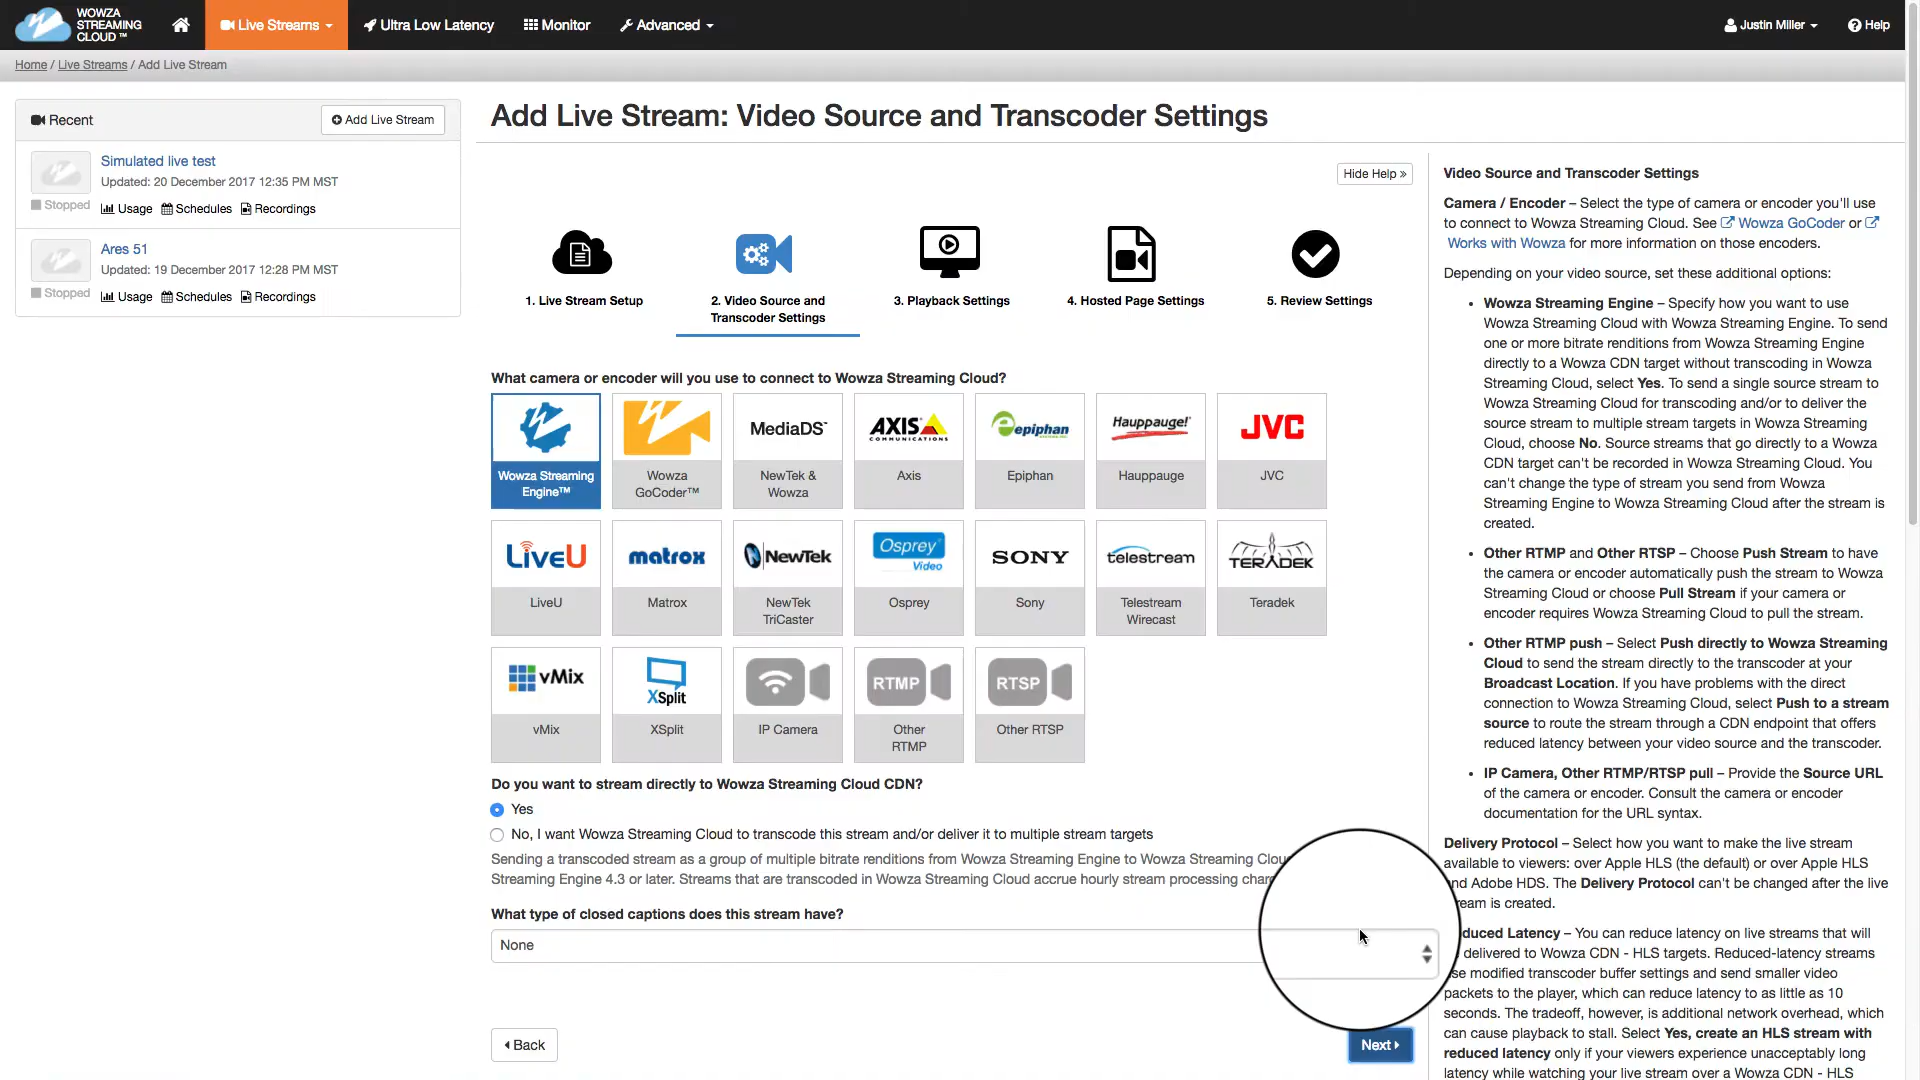 WOWZA
STREAMING
CLOUD™
Live Streams
Ultra Low Latency
Monitor
Advanced
Justin Miller
Help
Home / Live Streams / Add Live Stream
Recent
Add Live Stream
Simulated live test
Updated: 20 December 2017 12:35 PM MST
Stopped
Usage
Schedules
Recordings
Ares 51
Updated: 19 December 2017 12:28 PM MST
Stopped
Usage
Schedules
Recordings
Add Live Stream: Video Source and Transcoder Settings
Hide Help »
1. Live Stream Setup
2. Video Source and
Transcoder Settings
3. Playback Settings
4. Hosted Page Settings
5. Review Settings
What camera or encoder will you use to connect to Wowza Streaming Cloud?
Wowza Streaming
Engine™
Wowza
GoCoder™
MediaDS™
NewTek &
Wowza
AXIS
COMMUNICATIONS
Axis
epiphan
Epiphan
Hauppauge!
Hauppauge
JVC
JVC
LiveU
LiveU
matrox
Matrox
NewTek
NewTek
TriCaster
Osprey
Video
Osprey
SONY
Sony
telestream
Telestream
Wirecast
TERADEK
Teradek
vMix
vMix
XSplit
XSplit
IP Camera
RTMP
Other
RTMP
RTSP
Other RTSP
Do you want to stream directly to Wowza Streaming Cloud CDN?
Yes
No, I want Wowza Streaming Cloud to transcode this stream and/or deliver it to multiple stream targets
Sending a transcoded stream as a group of multiple bitrate renditions from Wowza Streaming Engine to Wowza Streaming
Streaming Engine 4.3 or later. Streams that are transcoded in Wowza Streaming Cloud accrue hourly stream processing
What type of closed captions does this stream have?
None
Back
Next
Video Source and Transcoder Settings
Camera / Encoder – Select the type of camera or encoder you'll use
to connect to Wowza Streaming Cloud. See Wowza GoCoder or
Works with Wowza for more information on those encoders.
Depending on your video source, set these additional options:
• Wowza Streaming Engine – Specify how you want to use
Wowza Streaming Cloud with Wowza Streaming Engine. To send
one or more bitrate renditions from Wowza Streaming Engine
directly to a Wowza CDN target without transcoding in Wowza
Streaming Cloud, select Yes. To send a single source stream to
Wowza Streaming Cloud for transcoding and/or to deliver the
source stream to multiple stream targets in Wowza Streaming
Cloud, choose No. Source streams that go directly to a Wowza
CDN target can't be recorded in Wowza Streaming Cloud. You
can't change the type of stream you send from Wowza
Streaming Engine to Wowza Streaming Cloud after the stream is
created.
• Other RTMP and Other RTSP – Choose Push Stream to have
the camera or encoder automatically push the stream to Wowza
Streaming Cloud or choose Pull Stream if your camera or
encoder requires Wowza Streaming Cloud to pull the stream.
• Other RTMP push – Select Push directly to Wowza Streaming
Cloud to send the stream directly to the transcoder at your
Broadcast Location. If you have problems with the direct
connection to Wowza Streaming Cloud, select Push to a stream
source to route the stream through a CDN endpoint that offers
reduced latency between your video source and the transcoder.
• IP Camera, Other RTMP/RTSP pull – Provide the Source URL
of the camera or encoder. Consult the camera or encoder
documentation for the URL syntax.
Delivery Protocol – Select how you want to make the live stream
available to viewers: over Apple HLS (the default) or over Apple HLS
nd Adobe HDS. The Delivery Protocol can't be changed after the live
ream is created.
duced Latency – You can reduce latency on live streams that will
delivered to Wowza CDN - HLS targets. Reduced-latency streams
se modified transcoder buffer settings and send smaller video
packets to the player, which can reduce latency to as little as 10
seconds. The tradeoff, however, is additional network overhead, which
can cause playback to stall. Select Yes, create an HLS stream with
reduced latency only if your viewers experience unacceptably long
latency while watching your live stream over a Wowza CDN - HLS